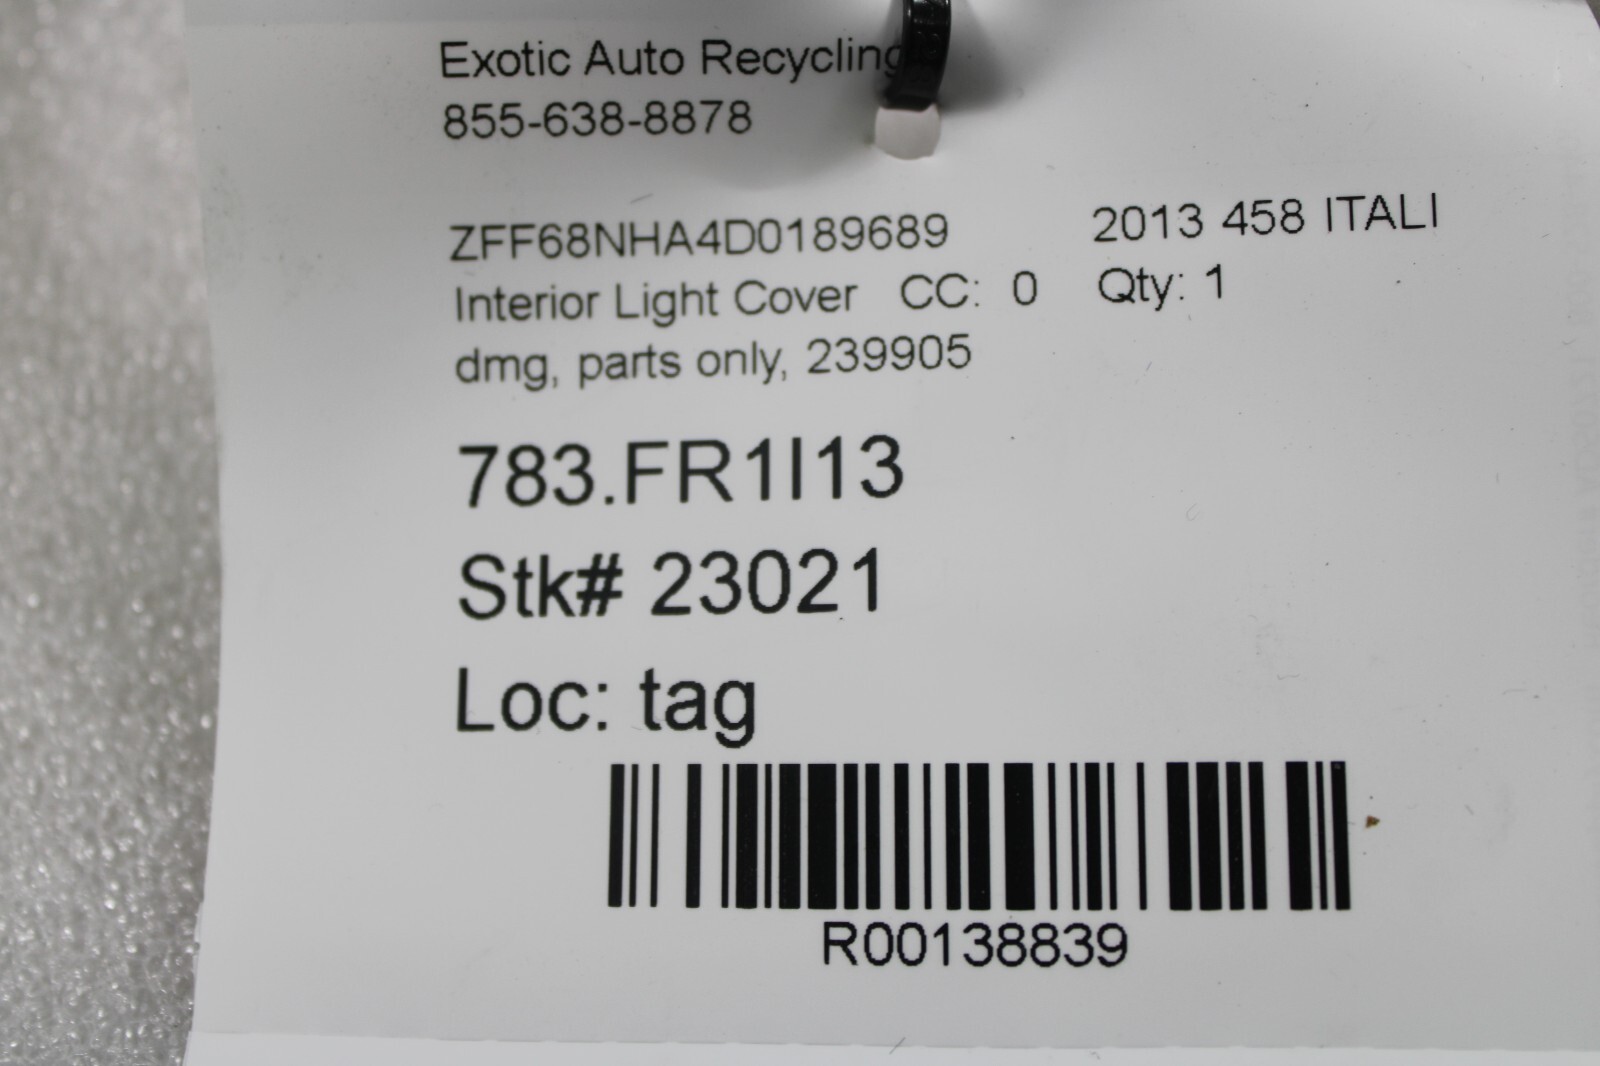 Exotic Auto Recycling
855-638-8878
ZFF68NHA4D0189689 2013 458 ITALI
Interior Light Cover CC: 0 Qty: 1
dmg, parts only, 239905
783.FR1I13
Stk# 23021
Loc: tag
R00138839